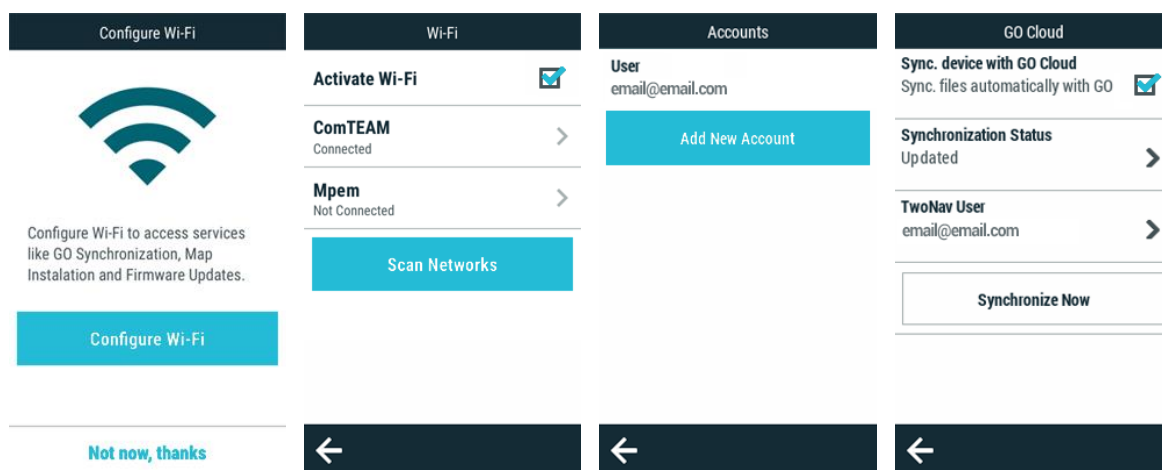 Configure Wi-Fi
Configure Wi-Fi to access services
like GO Synchronization, Map
Instalation and Firmware Updates.
Configure Wi-Fi
Not now, thanks
Wi-Fi
Activate Wi-Fi
ComTEAM
Connected
Mpem
Not Connected
Scan Networks
Accounts
User
email@email.com
Add New Account
GO Cloud
Sync. device with GO Cloud
Sync. files automatically with GO
Synchronization Status
Updated
TwoNav User
email@email.com
Synchronize Now